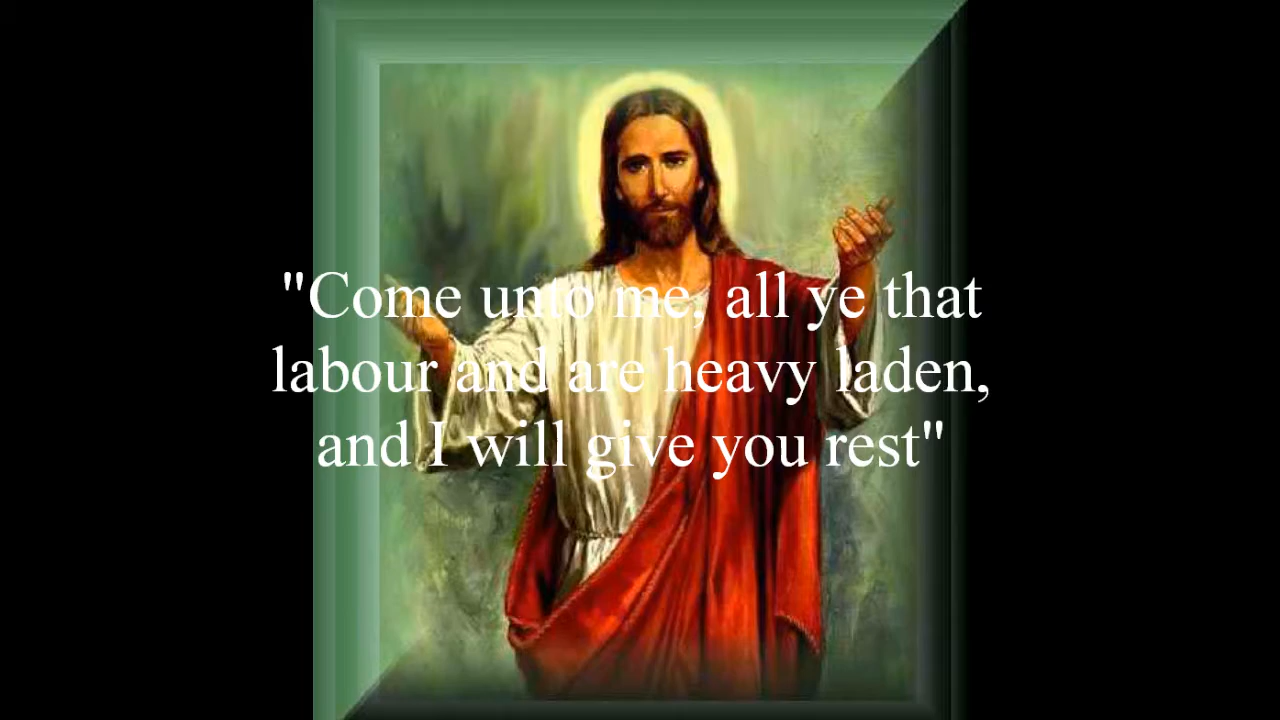 "Come unto me, all ye that
labour and are heavy laden,
and I will give you rest"